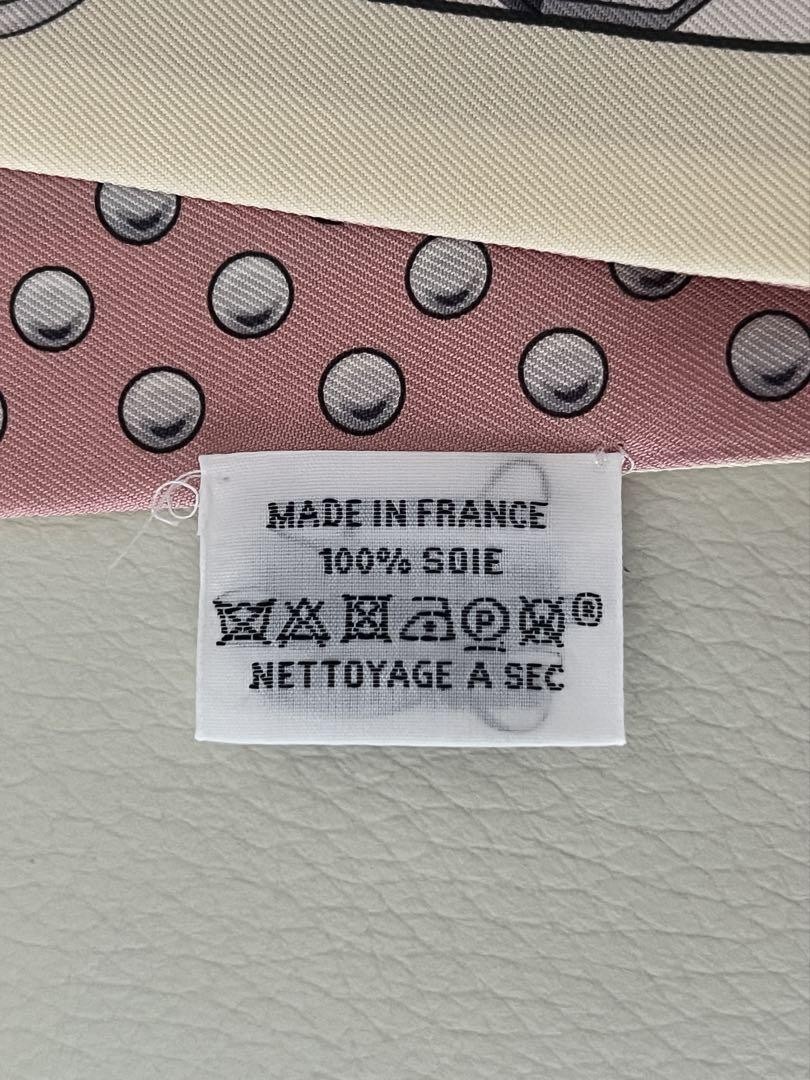 MADE IN FRANCE
100% SOIE
P ®
NETTOYAGE A SEC